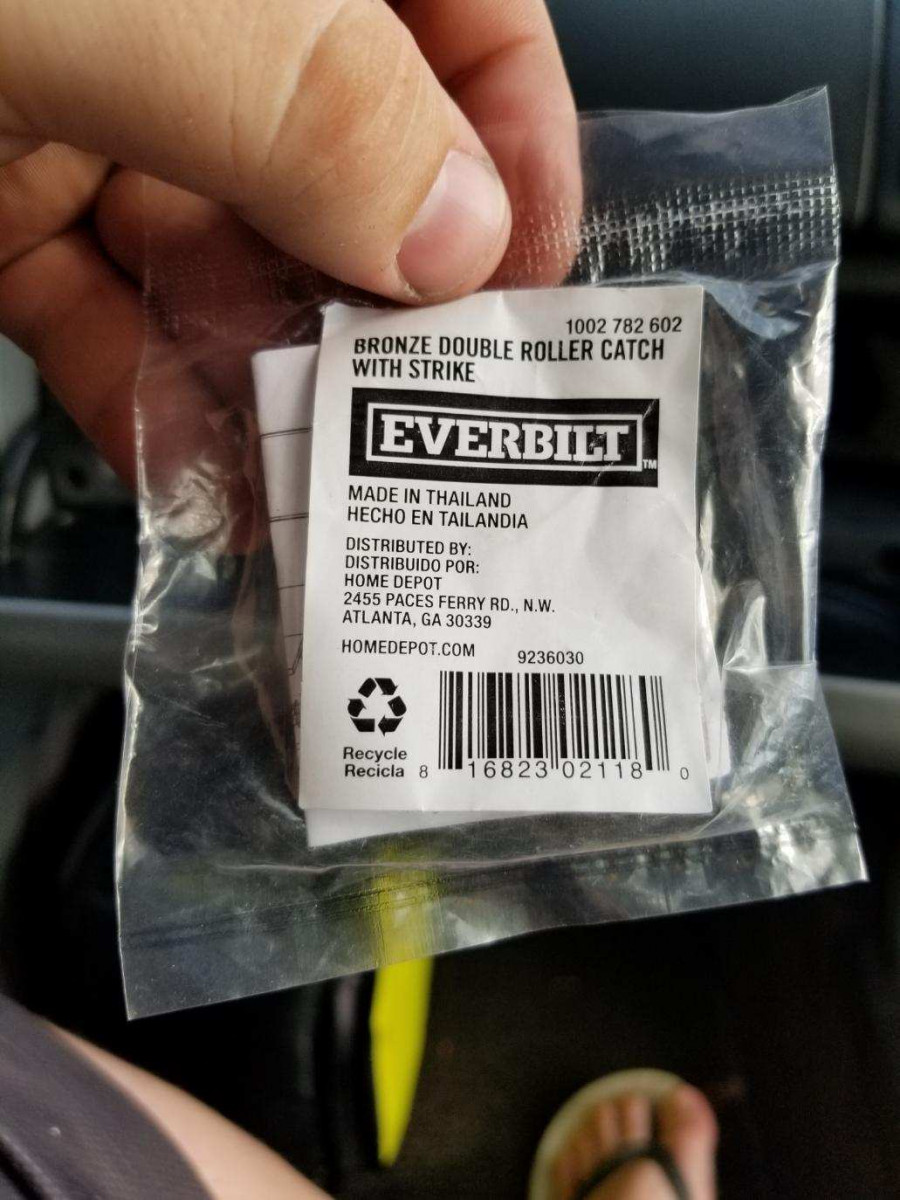 1002 782 602
BRONZE DOUBLE ROLLER CATCH
WITH STRIKE
EVERBILT TM
MADE IN THAILAND
HECHO EN TAILANDIA
DISTRIBUTED BY:
DISTRIBUIDO POR:
HOME DEPOT
2455 PACES FERRY RD., N.W.
ATLANTA, GA 30339
HOMEDEPOT.COM
9236030
Recycle
Recicla
8 16823 02118 0